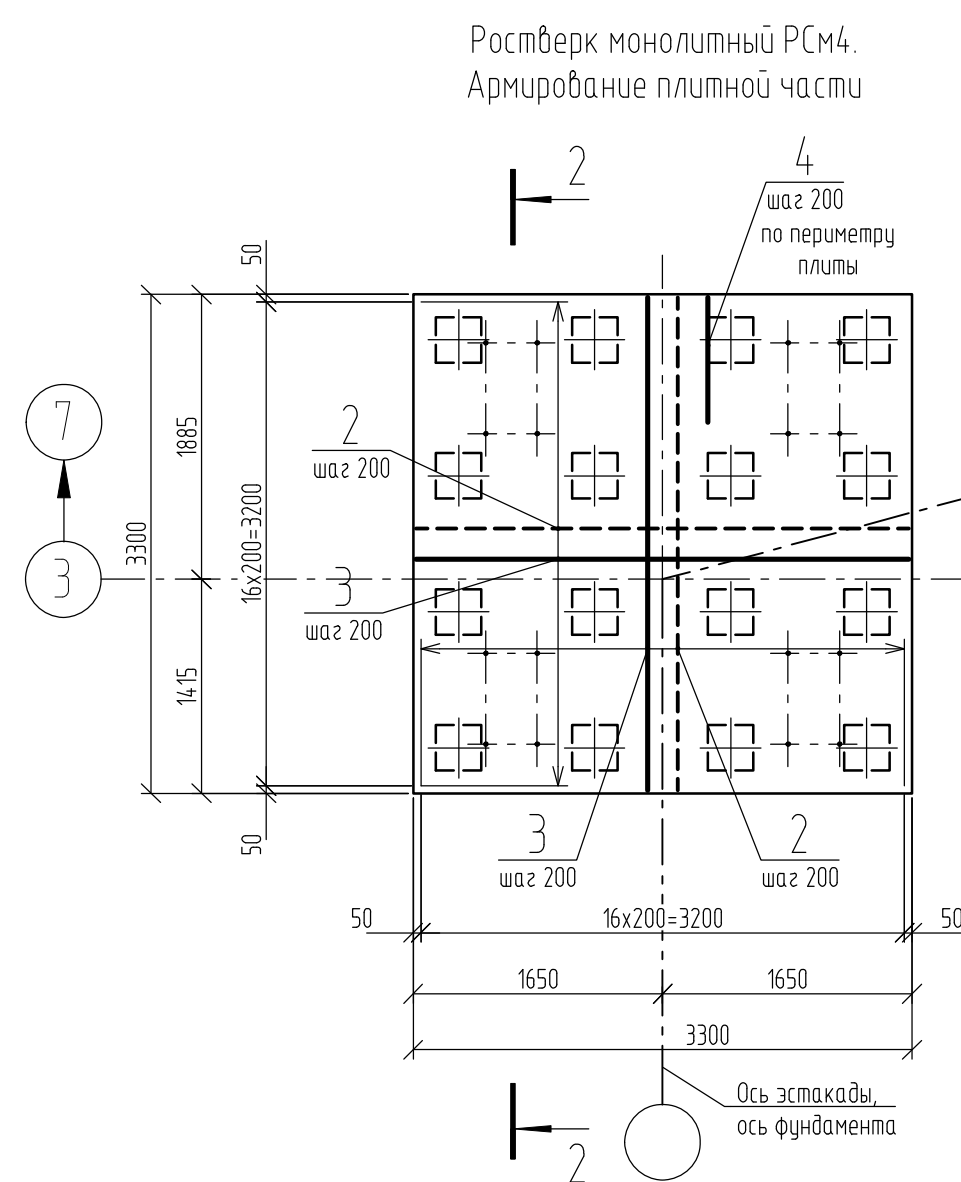 Ростверк монолитный РСм4.
Армирование плитной части
2
4
шаг 200
по периметру
плиты
50
7
1885
2
шаг 200
3300
16х200=3200
3
3
шаг 200
1415
50
3
шаг 200
2
шаг 200
50
16х200=3200
50
1650
1650
3300
Ось эстакады,
ось фундамента
2